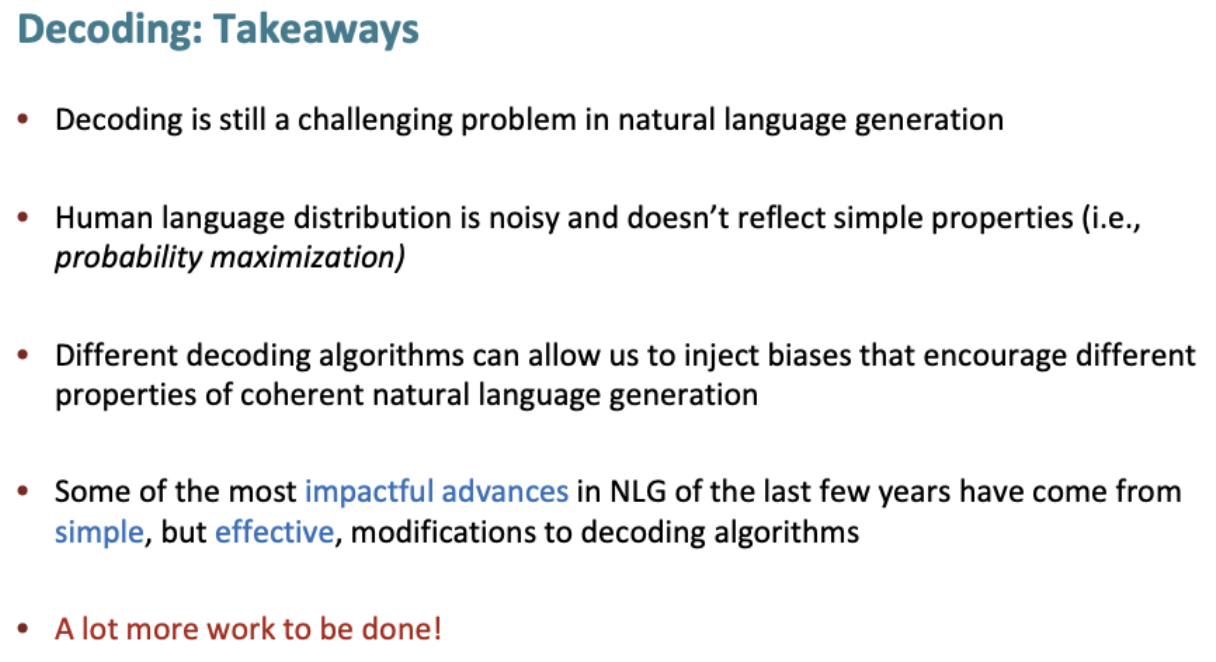 Decoding: Takeaways
• Decoding is still a challenging problem in natural language generation
• Human language distribution is noisy and doesn’t reflect simple properties (i.e.,
probability maximization)
• Different decoding algorithms can allow us to inject biases that encourage different
properties of coherent natural language generation
• Some of the most impactful advances in NLG of the last few years have come from
simple, but effective, modifications to decoding algorithms
• A lot more work to be done!